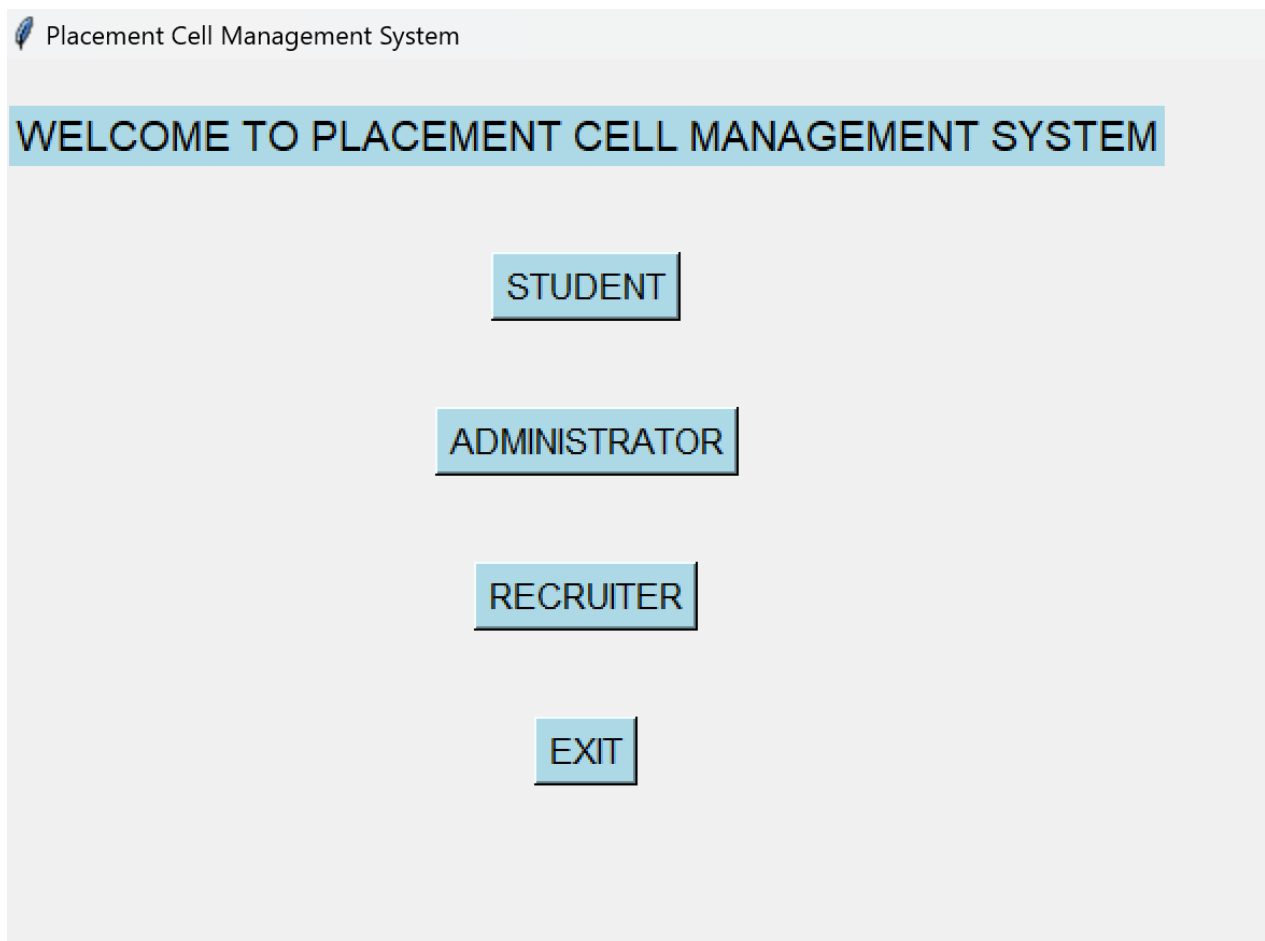 Placement Cell Management System
WELCOME TO PLACEMENT CELL MANAGEMENT SYSTEM
STUDENT
ADMINISTRATOR
RECRUITER
EXIT